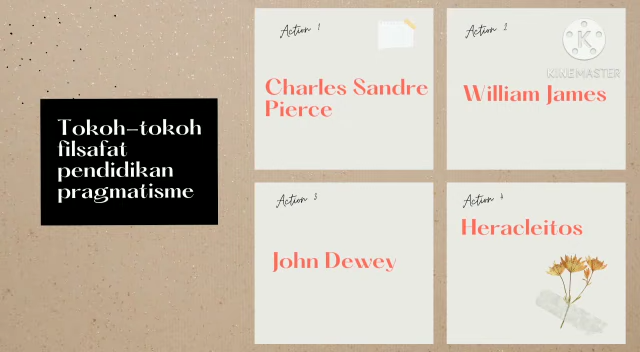 Tokoh-tokoh
filsafat
pendidikan
pragmatisme
Action 1
Charles Sandre
Pierce
Action 2
KINEMASTER
William James
Action 3
John Dewey
Action 4
Heracleitos